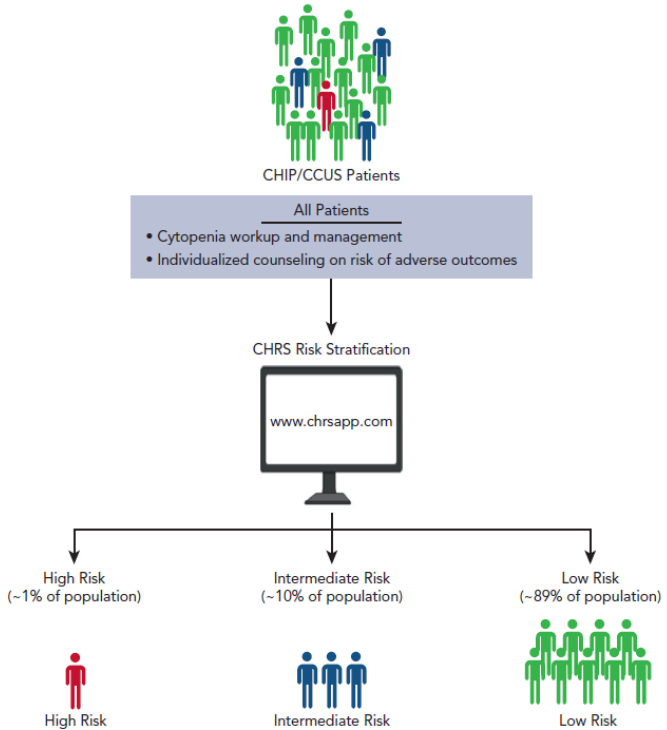 CHIP/CCUS Patients
All Patients
• Cytopenia workup and management
• Individualized counseling on risk of adverse outcomes
CHRS Risk Stratification
www.chrsapp.com
High Risk
(~1% of population)
Intermediate Risk
(~10% of population)
Low Risk
(~89% of population)
High Risk
Intermediate Risk
Low Risk